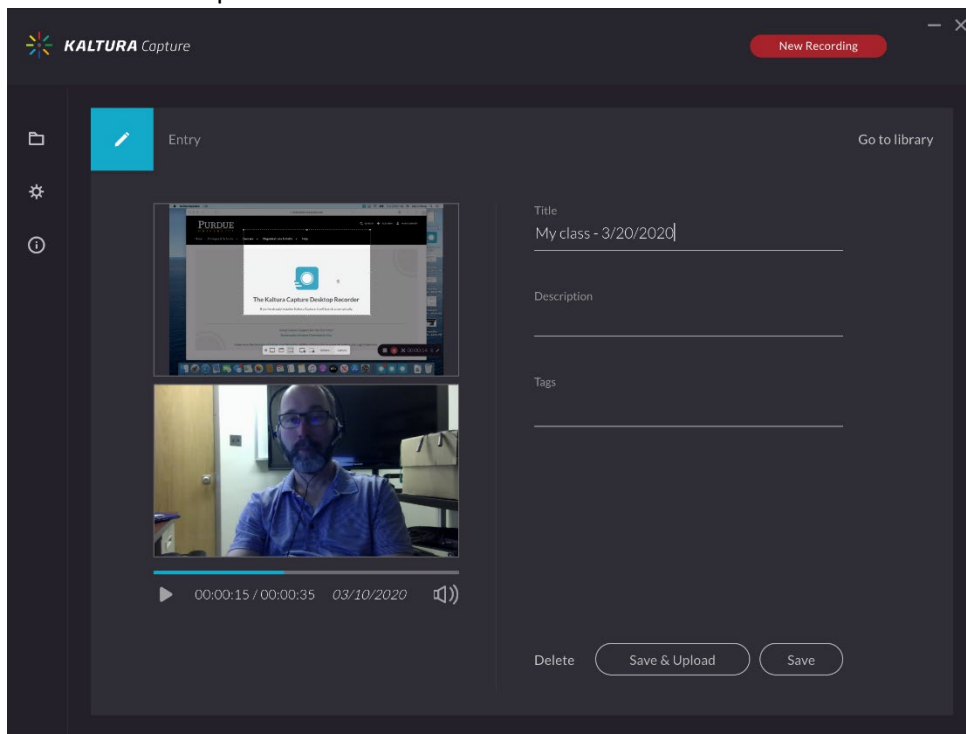 KALTURA Capture
New Recording
Entry
Go to library
PURDUE
The Kaltura Capture Desktop Recorder
Title
My class - 3/20/2020
Description
Tags
00:00:15 / 00:00:35 03/10/2020
Delete
Save & Upload
Save